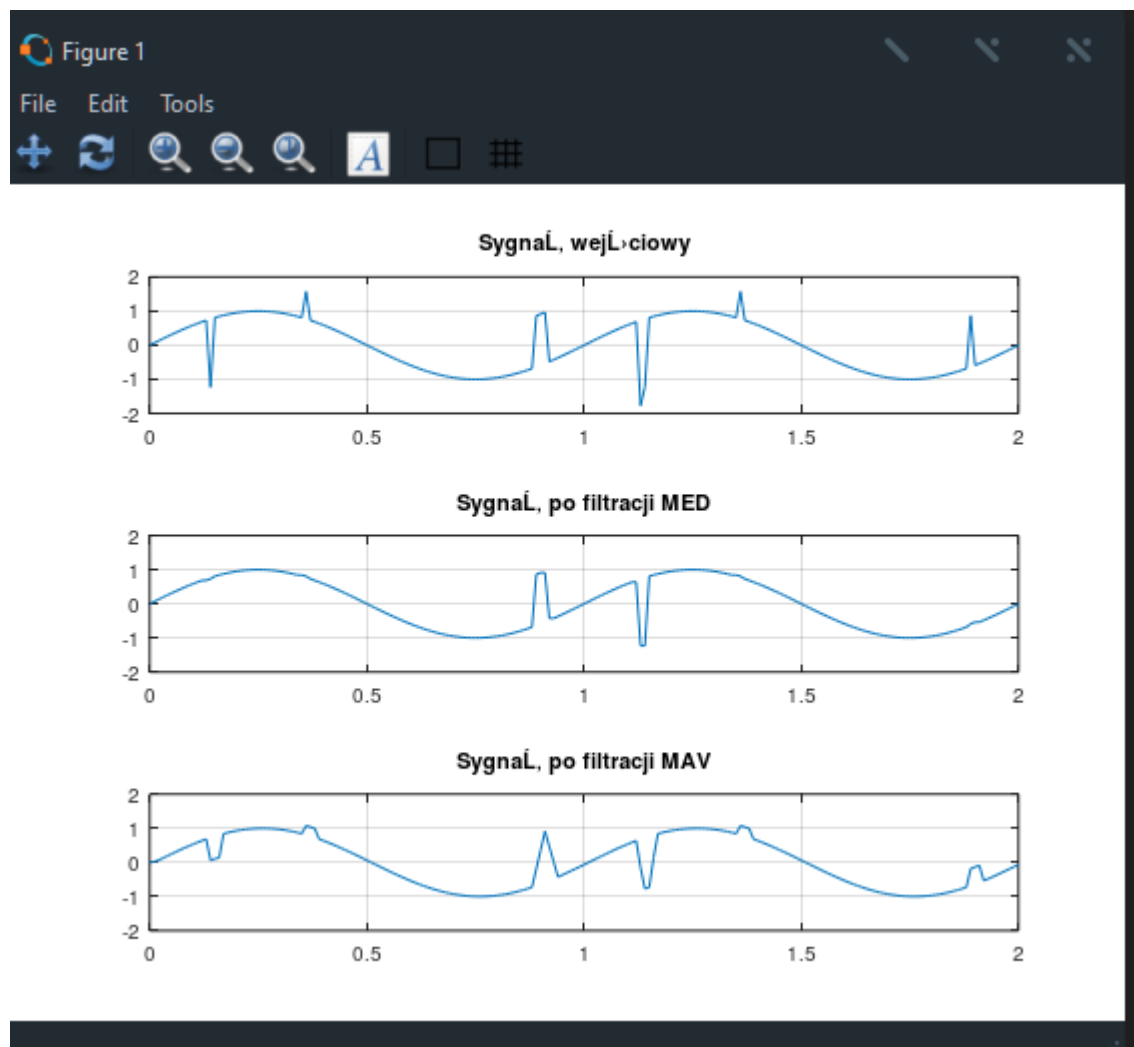 Figure 1
File Edit Tools
A
SygnaĹ‚ wejĹ›ciowy
2
1
0
-1
-2
0 0.5 1 1.5 2
SygnaĹ‚ po filtracji MED
2
1
0
-1
-2
0 0.5 1 1.5 2
SygnaĹ‚ po filtracji MAV
2
1
0
-1
-2
0 0.5 1 1.5 2